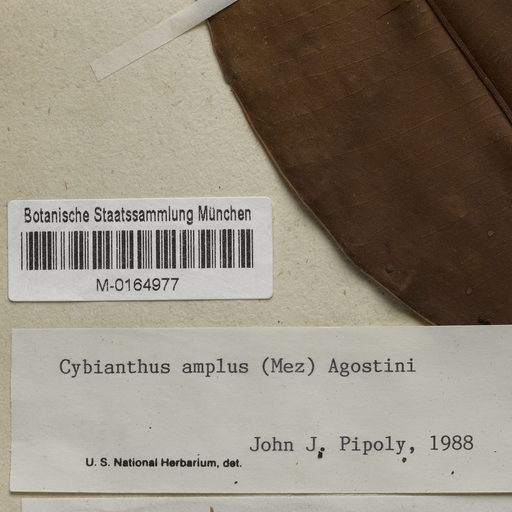 Botanische Staatssammlung München
M-0164977
Cybianthus amplus (Mez) Agostini
John J. Pipoly, 1988
U. S. National Herbarium, det.